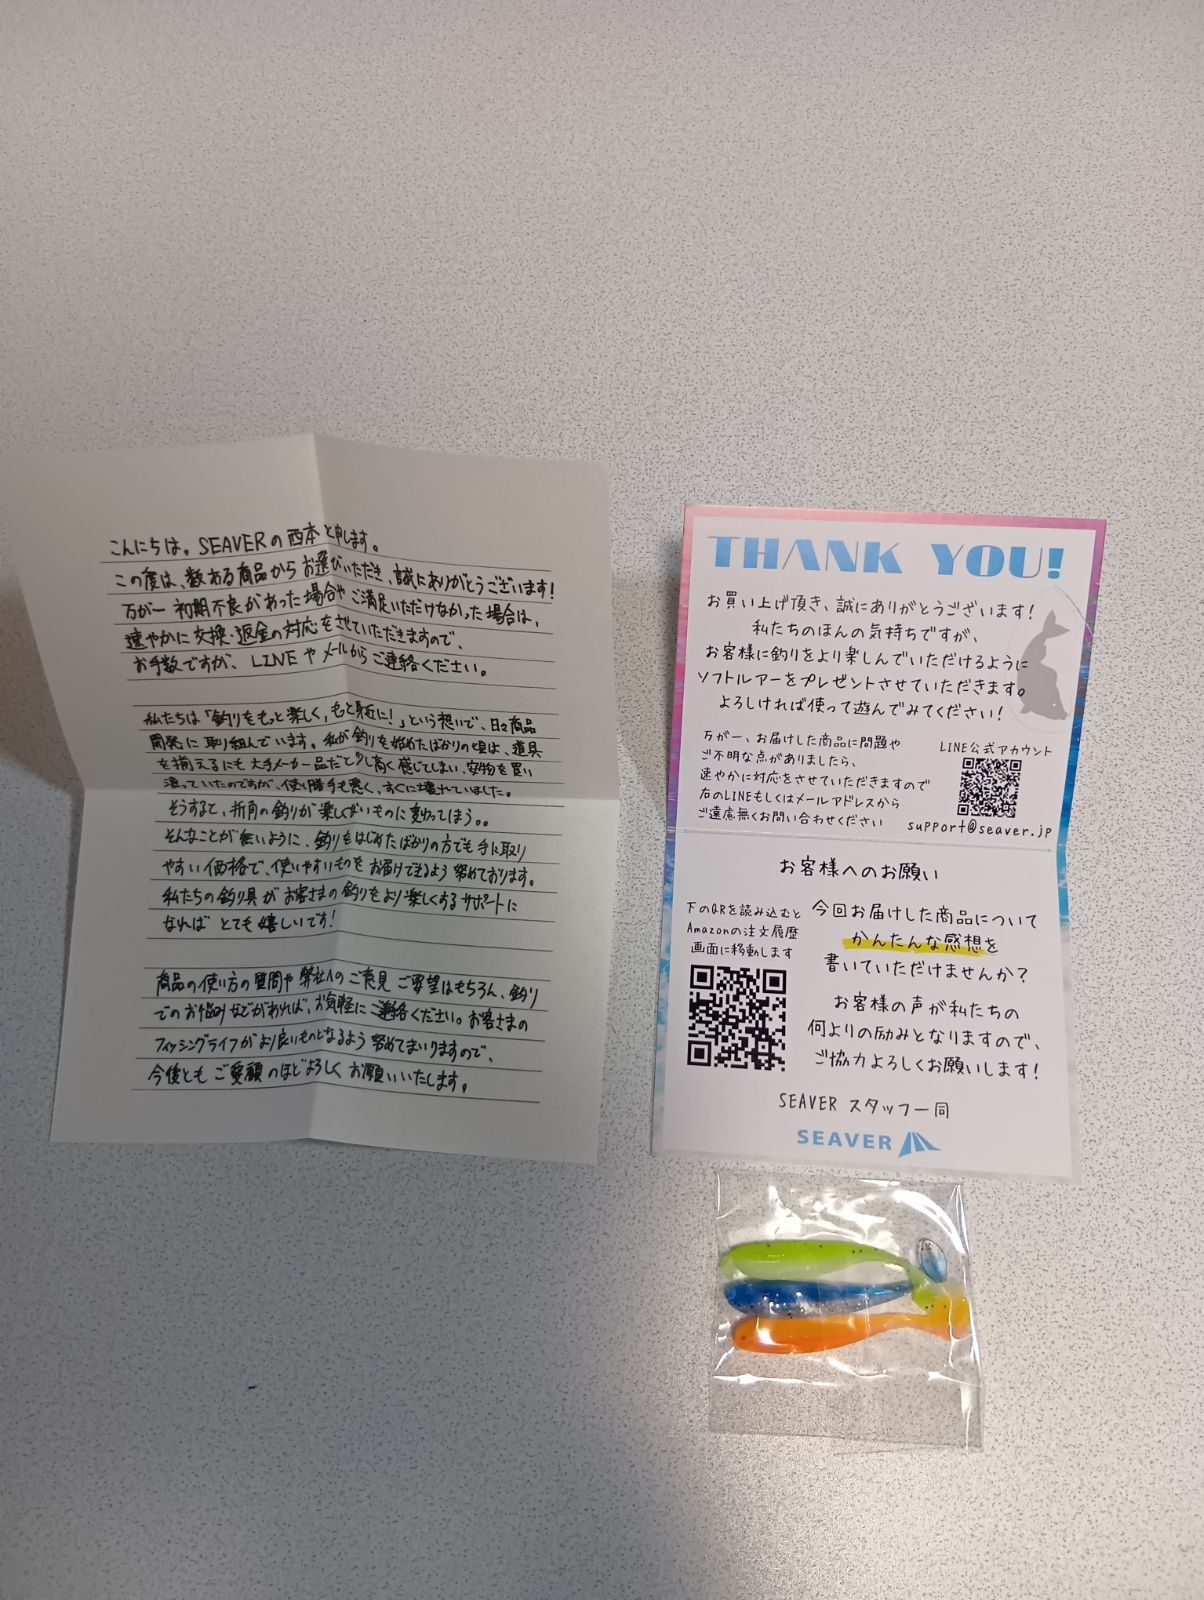 こんにちは。SEAVERの西本と申します。
この度は、数ある商品からお選びいただき、誠にありがとうございます!
万が一 初期不良があった場合や ご満足いただけなかった場合は、
速やかに交換・返金の対応をさせていただきますので、
お手数ですが、LINEやメールからご連絡ください。
私たちは「釣りをもっと楽しく、もっと身近に!」という想いで、日々商品
開発に取り組んでいます。私が釣りを始めたばかりの頃は、道具
を揃えるにも大手メーカー品だと少し高く感じてしまい、安物を買い
漁っていたのですが、使い勝手も悪く、すぐに壊れていました。
そうすると、折角の釣りが楽しくないものに変わってしまう。。
そんなことが無いように、釣りをはじめたばかりの方でも手に取り
やすい価格で、使いやすいものをお届けできるよう努めております。
私たちの釣り具がお客さまの釣りをより楽しくするサポートに
なればとても嬉しいです!
商品の使い方の質問や弊社へのご意見ご要望はもちろん、釣り
でのお悩みなどがあれば、お気軽にご連絡ください。お客さまの
フィッシングライフがより良いものとなるよう努めてまいりますので、
今後ともご愛顧のほどよろしくお願いいたします。
THANK YOU!
お買い上げ頂き、誠にありがとうございます!
私たちのほんの気持ちですが、
お客様に釣りをより楽しんでいただけるように
ソフトルアーをプレゼントさせていただきます。
よろしければ使って遊んでみてください!
万が一、お届けした商品に問題や
ご不明な点がありましたら、
速やかに対応をさせていただきますので
右のLINEもしくはメールアドレスから
ご遠慮無くお問い合わせください
LINE公式アカウント
support@seaver.jp
お客様へのお願い
下のQRを読み込むと
Amazonの注文履歴
画面に移動します
今回お届けした商品について
かんたんな感想を
書いていただけませんか?
お客様の声が私たちの
何よりの励みとなりますので、
ご協力よろしくお願いします!
SEAVER スタッフ一同
SEAVER